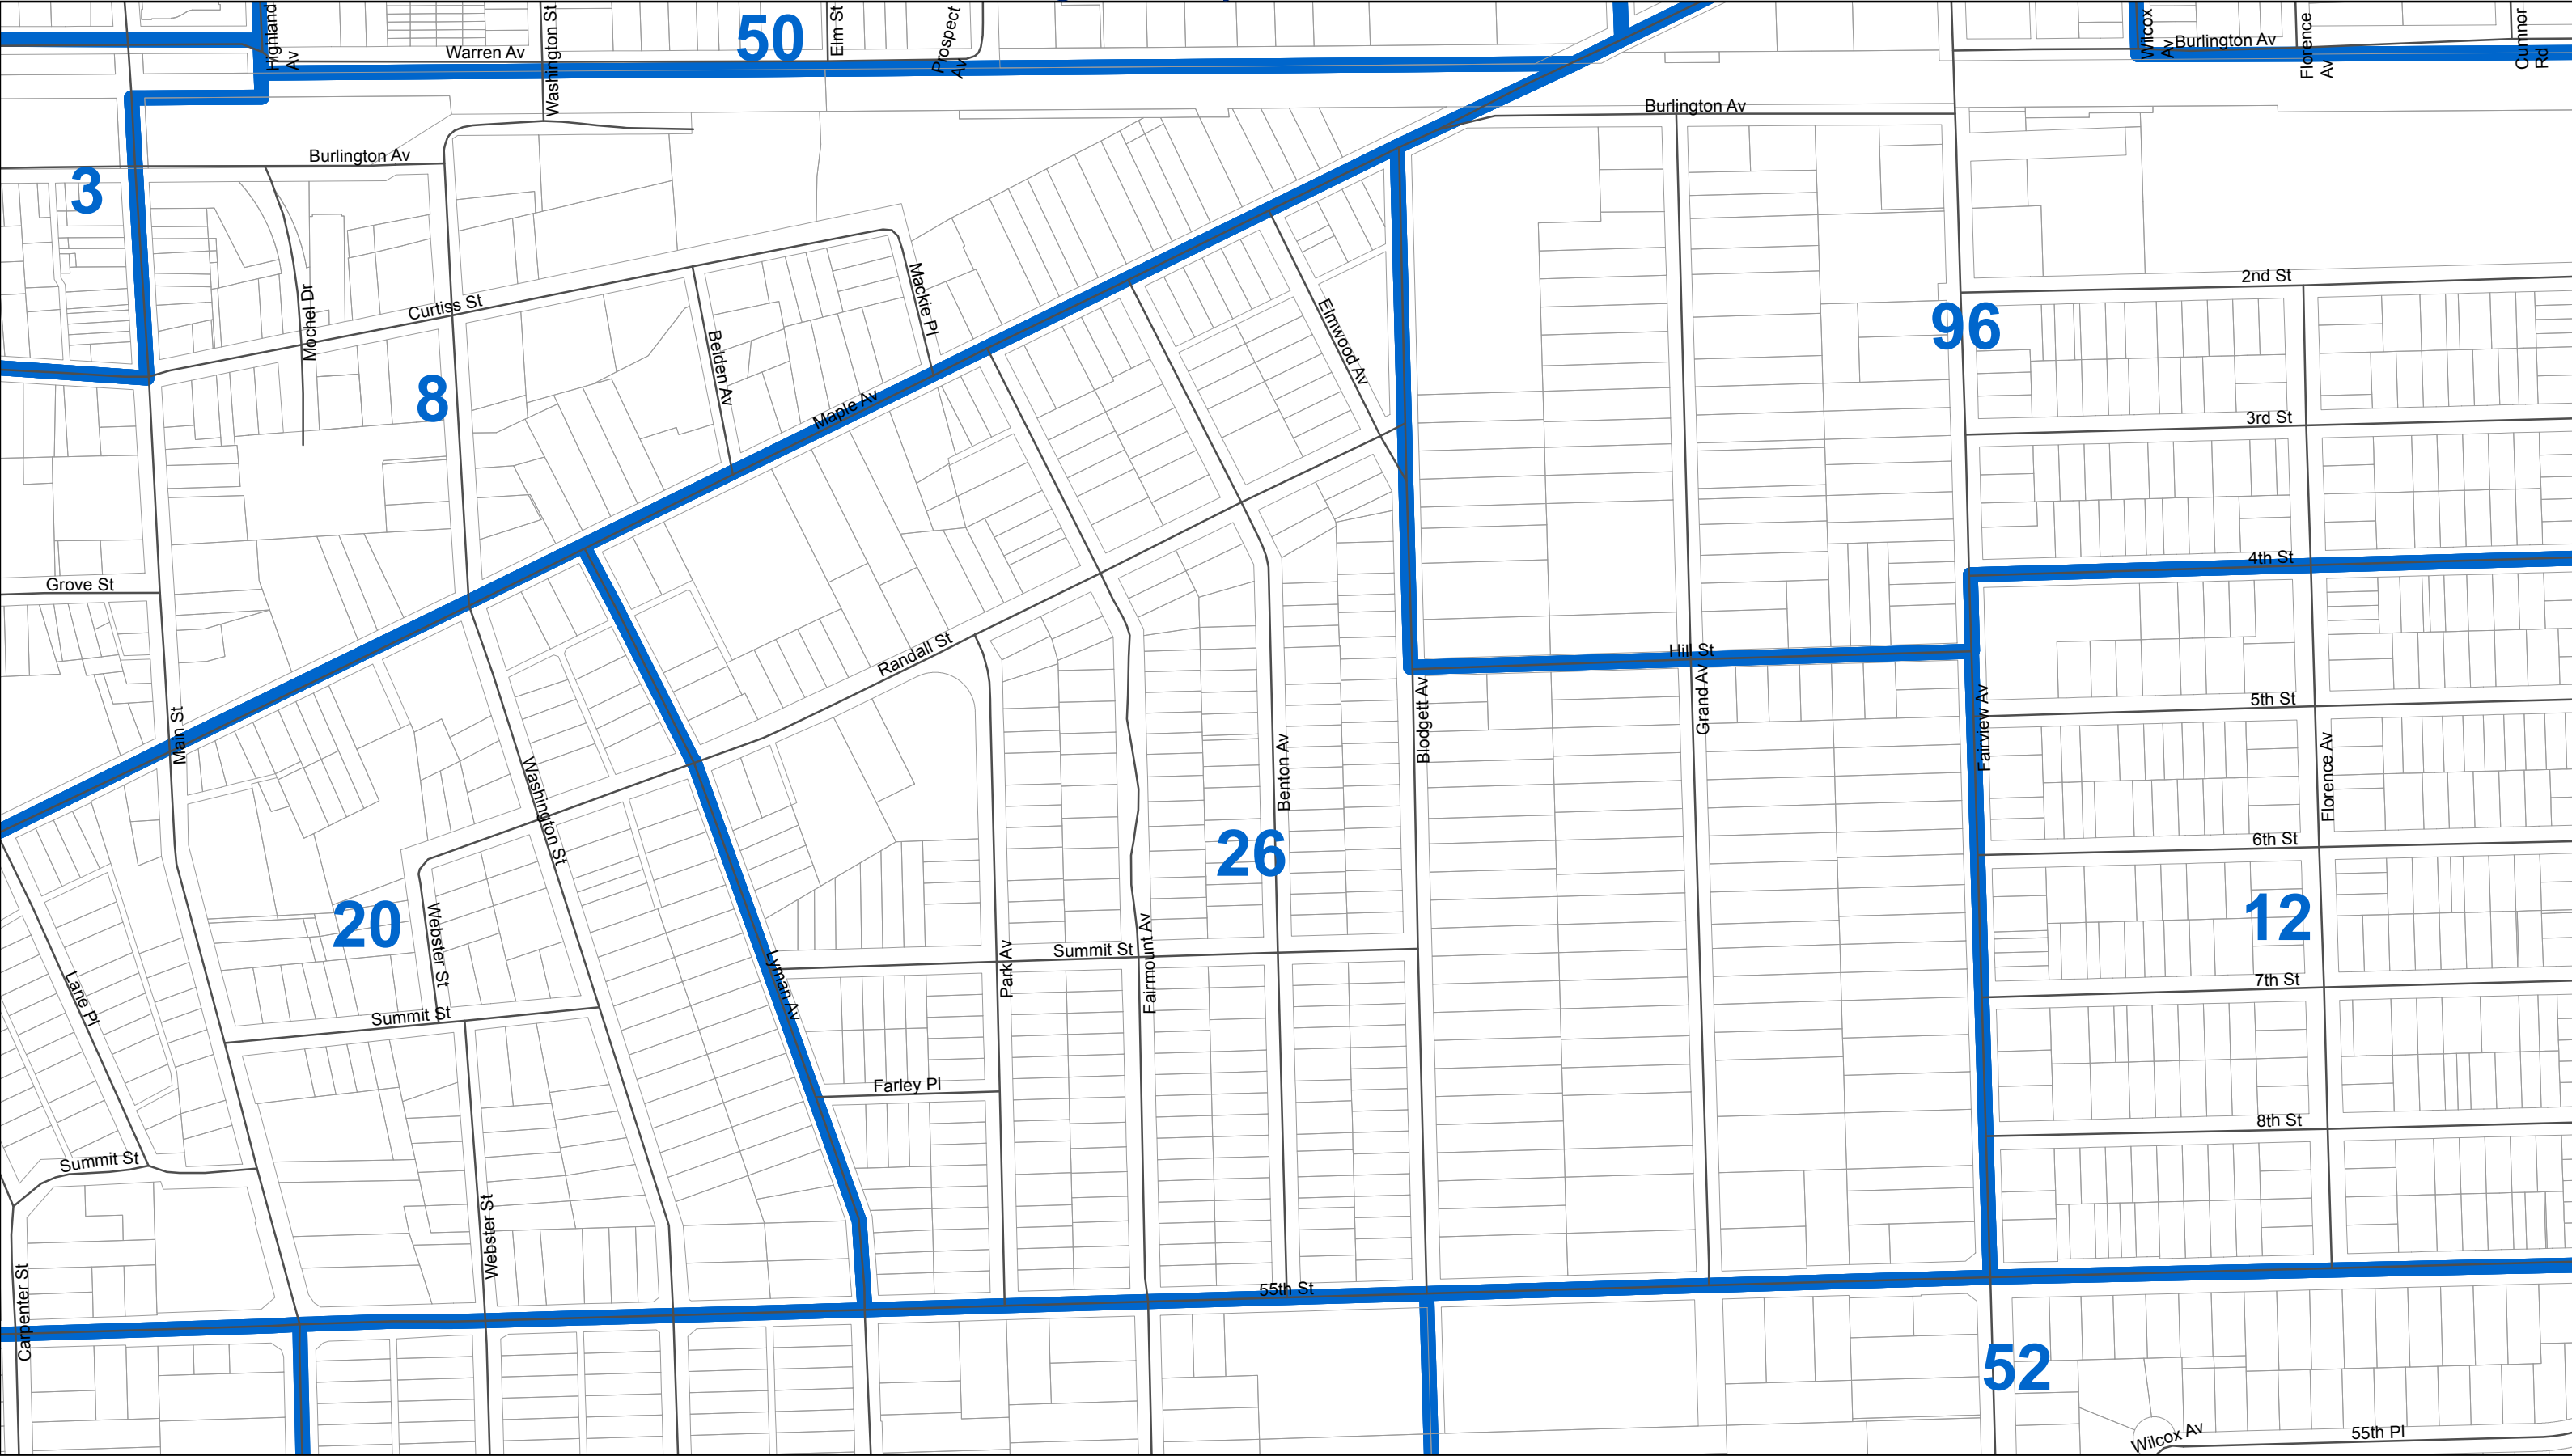 Highland
Av
Washington St
50
Elm St
Prospect
Av
Warren Av
Wilcox
Av
Burlington Av
Florence
Av
Cumnor
Rd
Burlington Av
Burlington Av
3
Mochel Dr
Curtiss St
8
Belden Av
Mackie Pl
Maple Av
Elmwood Av
96
2nd St
3rd St
4th St
Grove St
Main St
Randall St
Hill St
Blodgett Av
Grand Av
Fairview Av
5th St
Florence Av
6th St
Washington St
Benton Av
26
20
Webster St
12
Lane Pl
Lyman Av
Park Av
Summit St
Fairmount Av
7th St
Summit St
Farley Pl
8th St
Summit St
Webster St
Carpenter St
55th St
52
Wilcox Av
55th Pl